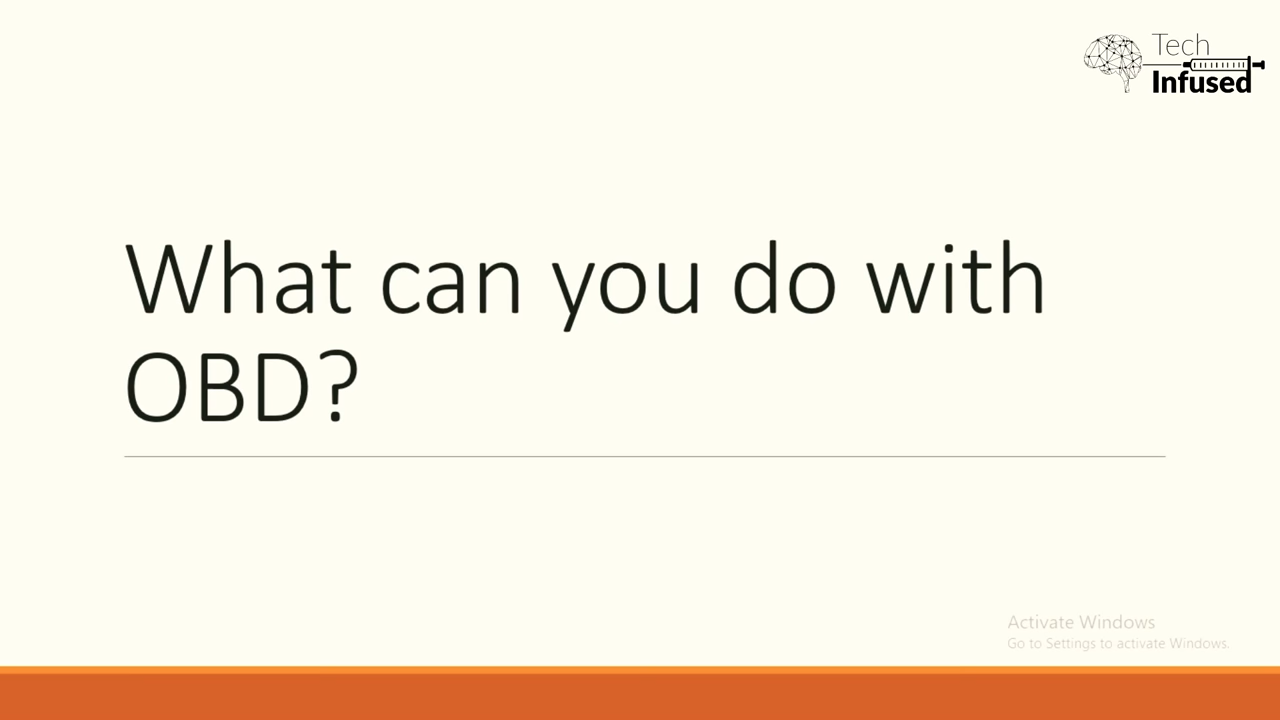 Tech
Infused
What can you do with
OBD?
Activate Windows
Go to Settings to activate Windows.